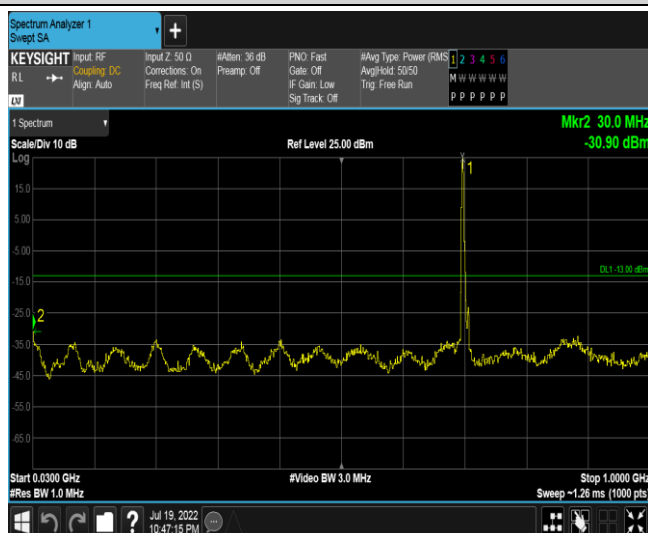 Spectrum Analyzer 1
Swept SA
+
KEYSIGHT
RL
Input: RF
Coupling: DC
Align: Auto
Input Z: 50 Ω
Corrections: On
Freq Ref: Int (S)
#Atten: 36 dB
Preamp: Off
PNO: Fast
Gate: Off
IF Gain: Low
Sig Track: Off
#Avg Type: Power (RMS
Avg|Hold: 50/50
Trig: Free Run
1 2 3 4 5 6
M W W W W W
P P P P P P
LXI
1 Spectrum
Mkr2 30.0 MHz
-30.90 dBm
Scale/Div 10 dB
Ref Level 25.00 dBm
Log
1
15.0
5.00
-5.00
DL1 -13.00 dBm
-15.0
-25.0
2
-35.0
-45.0
-55.0
-65.0
Start 0.0300 GHz
#Video BW 3.0 MHz
Stop 1.0000 GHz
#Res BW 1.0 MHz
Sweep ~1.26 ms (1000 pts)
?
Jul 19, 2022
10:47:15 PM